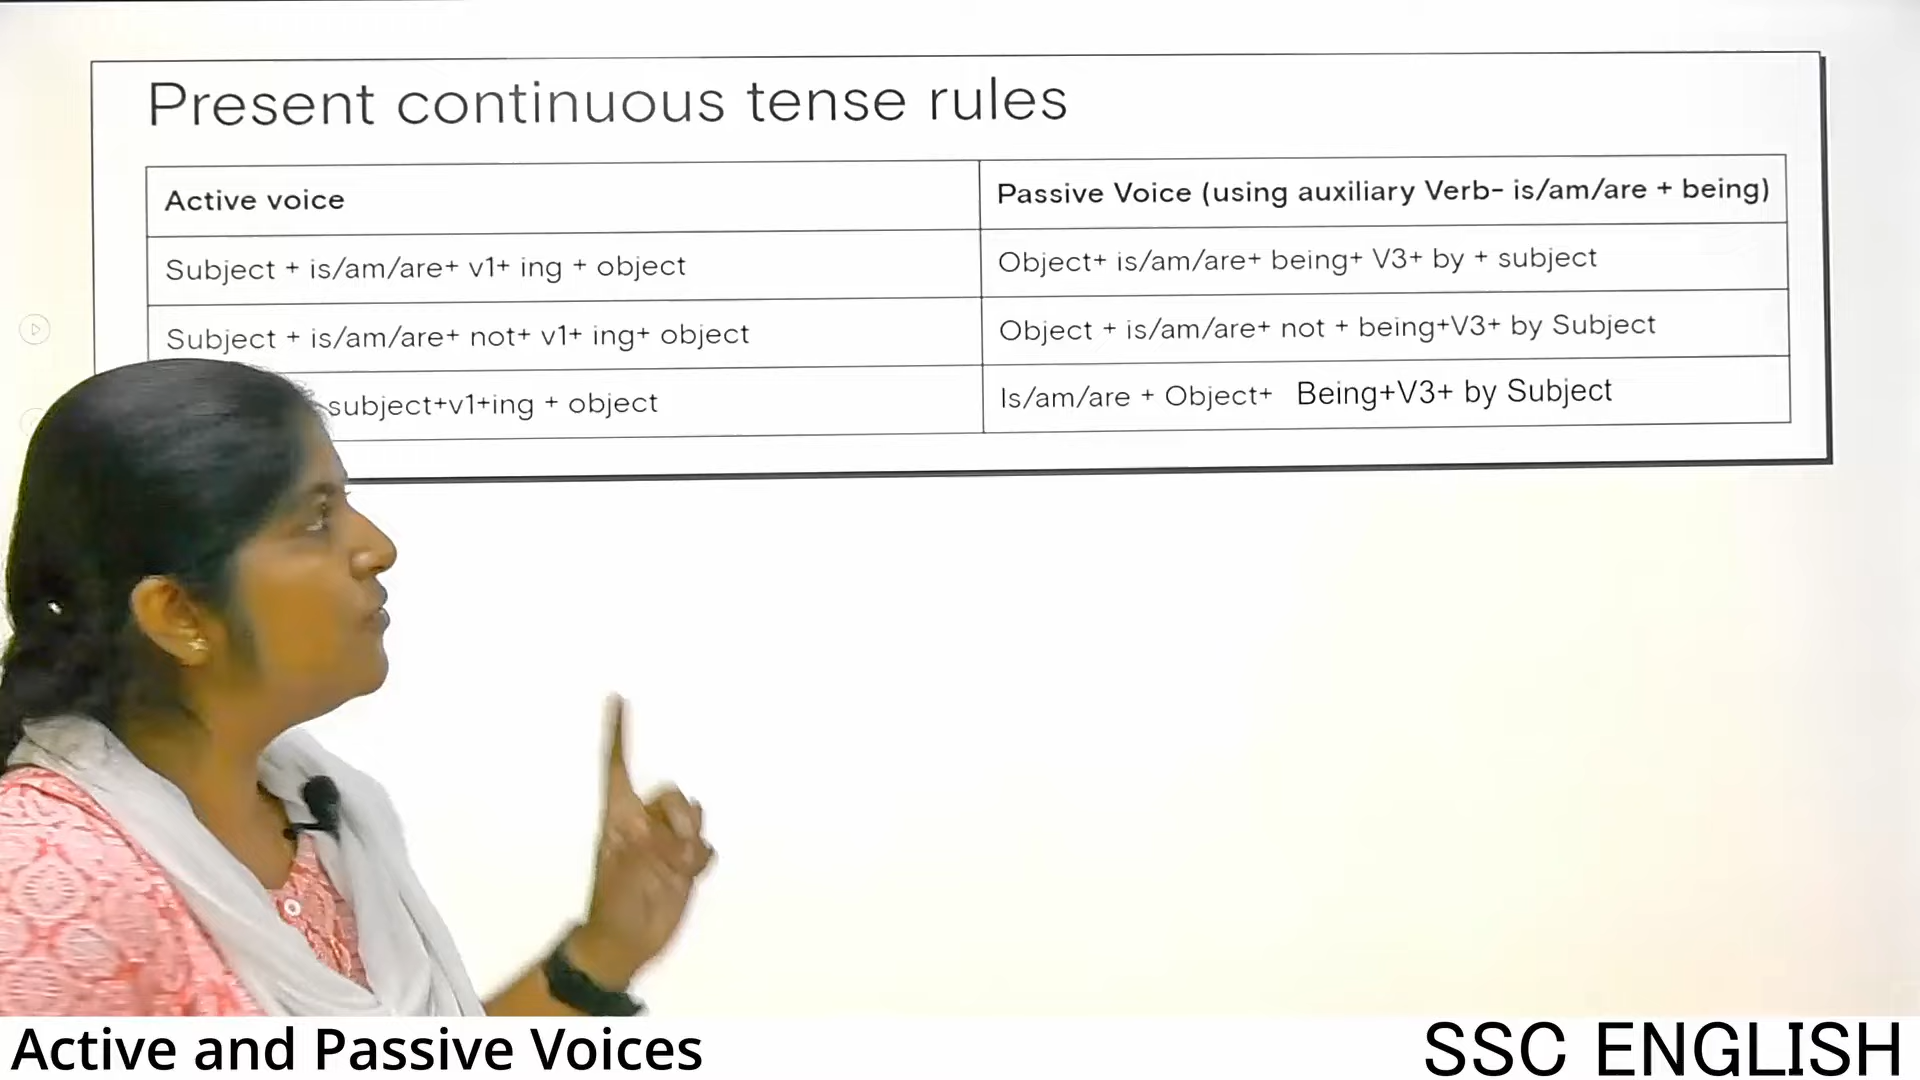 Present continuous tense rules
Active voice
Passive Voice (using auxiliary Verb- is/am/are + being)
Subject + is/am/are+ v1+ ing + object
Object+ is/am/are+ being+ V3+ by + subject
Subject + is/am/are+ not+ v1+ ing+ object
Object + is/am/are+ not + being+V3+ by Subject
subject+v1+ing + object
Is/am/are + Object+ Being+V3+ by Subject
Active and Passive Voices
SSC ENGLISH